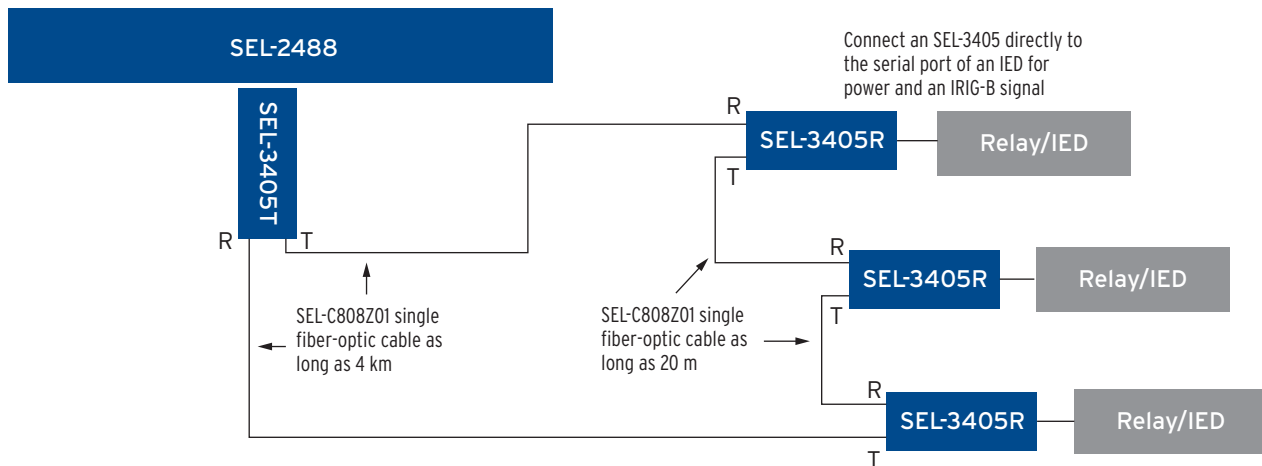 SEL-2488
SEL-3405T
R
T
SEL-C808Z01 single
fiber-optic cable as
long as 4 km
Connect an SEL-3405 directly to
the serial port of an IED for
power and an IRIG-B signal
R
SEL-3405R
Relay/IED
T
R
SEL-3405R
Relay/IED
T
SEL-C808Z01 single
fiber-optic cable as
long as 20 m
R
SEL-3405R
Relay/IED
T